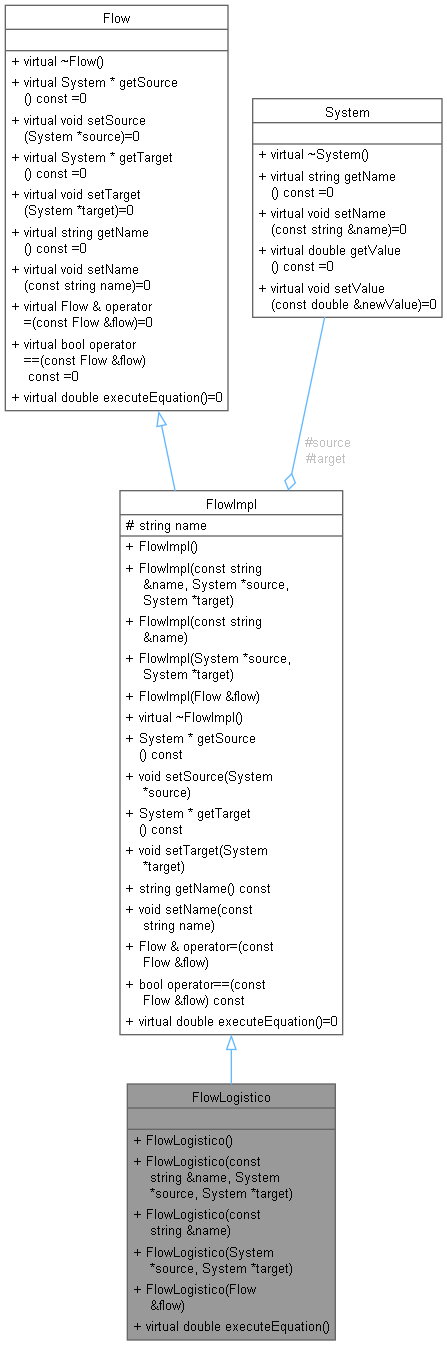 Flow
+ virtual ~Flow()
+ virtual System * getSource
() const =0
+ virtual void setSource
(System *source)=0
+ virtual System * getTarget
() const =0
+ virtual void setTarget
(System *target)=0
+ virtual string getName
() const =0
+ virtual void setName
(const string name)=0
+ virtual Flow & operator
=(const Flow &flow)=0
+ virtual bool operator
==(const Flow &flow)
const =0
+ virtual double executeEquation()=0
System
+ virtual ~System()
+ virtual string getName
() const =0
+ virtual void setName
(const string &name)=0
+ virtual double getValue
() const =0
+ virtual void setValue
(const double &newValue)=0
#source
#target
FlowImpl
# string name
+ FlowImpl()
+ FlowImpl(const string
&name, System *source,
System *target)
+ FlowImpl(const string
&name)
+ FlowImpl(System *source,
System *target)
+ FlowImpl(Flow &flow)
+ virtual ~FlowImpl()
+ System * getSource
() const
+ void setSource(System
*source)
+ System * getTarget
() const
+ void setTarget(System
*target)
+ string getName() const
+ void setName(const
string name)
+ Flow & operator=(const
Flow &flow)
+ bool operator==(const
Flow &flow) const
+ virtual double executeEquation()=0
FlowLogistico
+ FlowLogistico()
+ FlowLogistico(const
string &name, System
*source, System *target)
+ FlowLogistico(const
string &name)
+ FlowLogistico(System
*source, System *target)
+ FlowLogistico(Flow
&flow)
+ virtual double executeEquation()